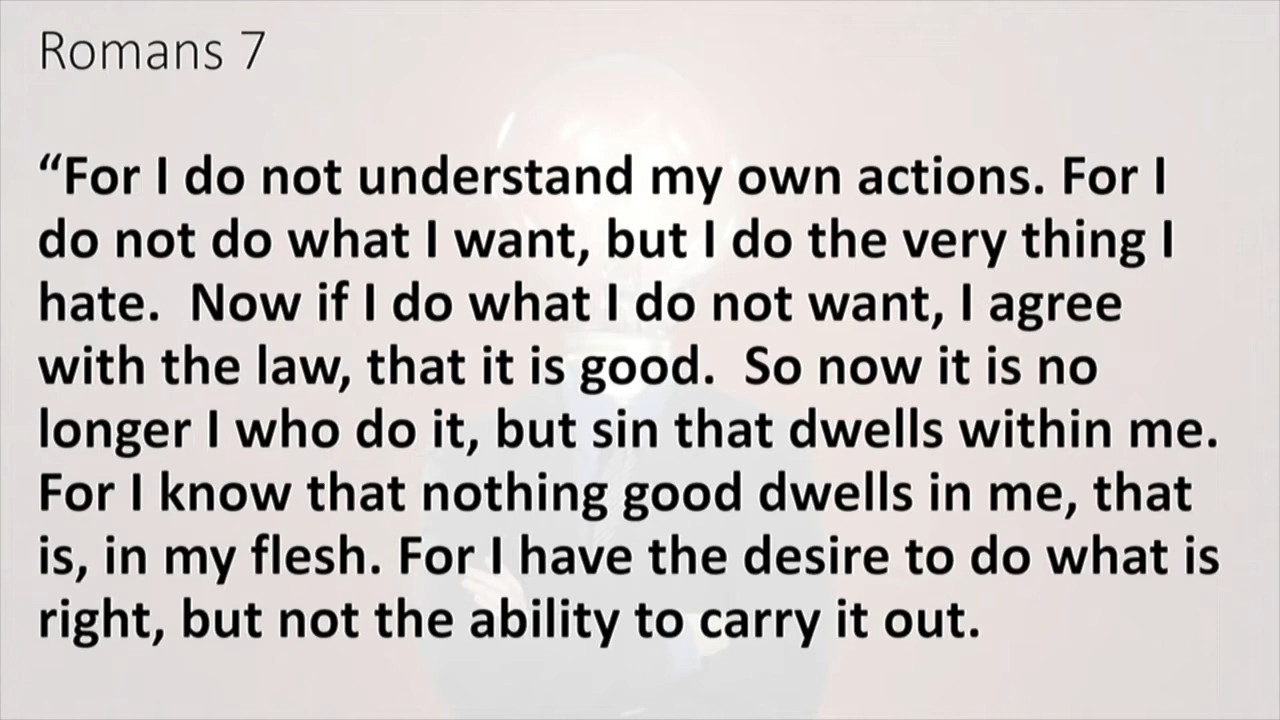 Romans 7
“For I do not understand my own actions. For I
do not do what I want, but I do the very thing I
hate.  Now if I do what I do not want, I agree
with the law, that it is good.  So now it is no
longer I who do it, but sin that dwells within me.
For I know that nothing good dwells in me, that
is, in my flesh. For I have the desire to do what is
right, but not the ability to carry it out.